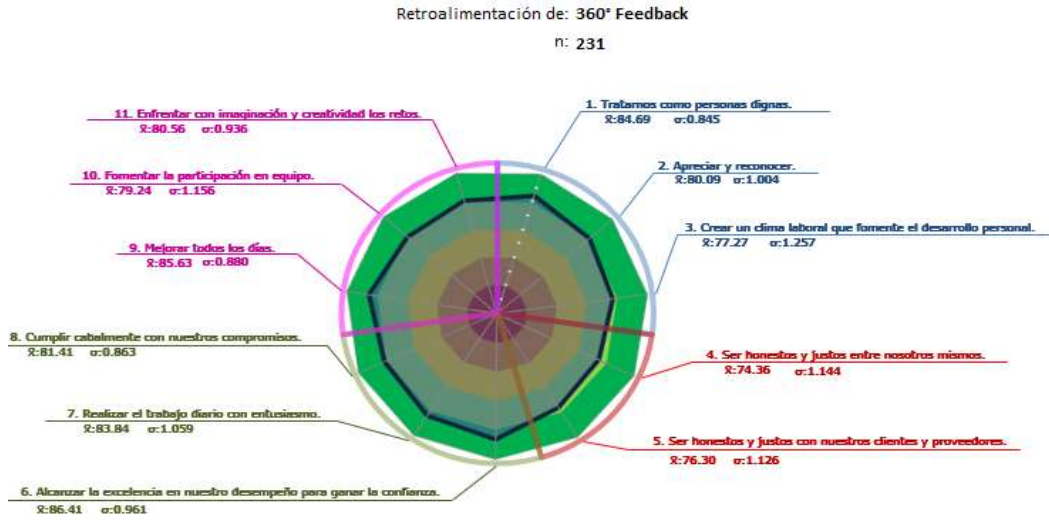 Retroalimentación de: 360° Feedback
n: 231
11. Enfrentar con imaginación y creatividad los retos.
x̄:80.56 σ:0.936
1. Tratarnos como personas dignas.
x̄:84.69 σ:0.845
10. Fomentar la participación en equipo.
x̄:79.24 σ:1.156
2. Apreciar y reconocer.
x̄:80.09 σ:1.004
9. Mejorar todos los días.
x̄:85.63 σ:0.880
3. Crear un clima laboral que fomente el desarrollo personal.
x̄:77.27 σ:1.257
8. Cumplir cabalmente con nuestros compromisos.
x̄:81.41 σ:0.863
4. Ser honestos y justos entre nosotros mismos.
x̄:74.36 σ:1.144
7. Realizar el trabajo diario con entusiasmo.
x̄:83.84 σ:1.059
5. Ser honestos y justos con nuestros clientes y proveedores.
x̄:76.30 σ:1.126
6. Alcanzar la excelencia en nuestro desempeño para ganar la confianza.
x̄:86.41 σ:0.961